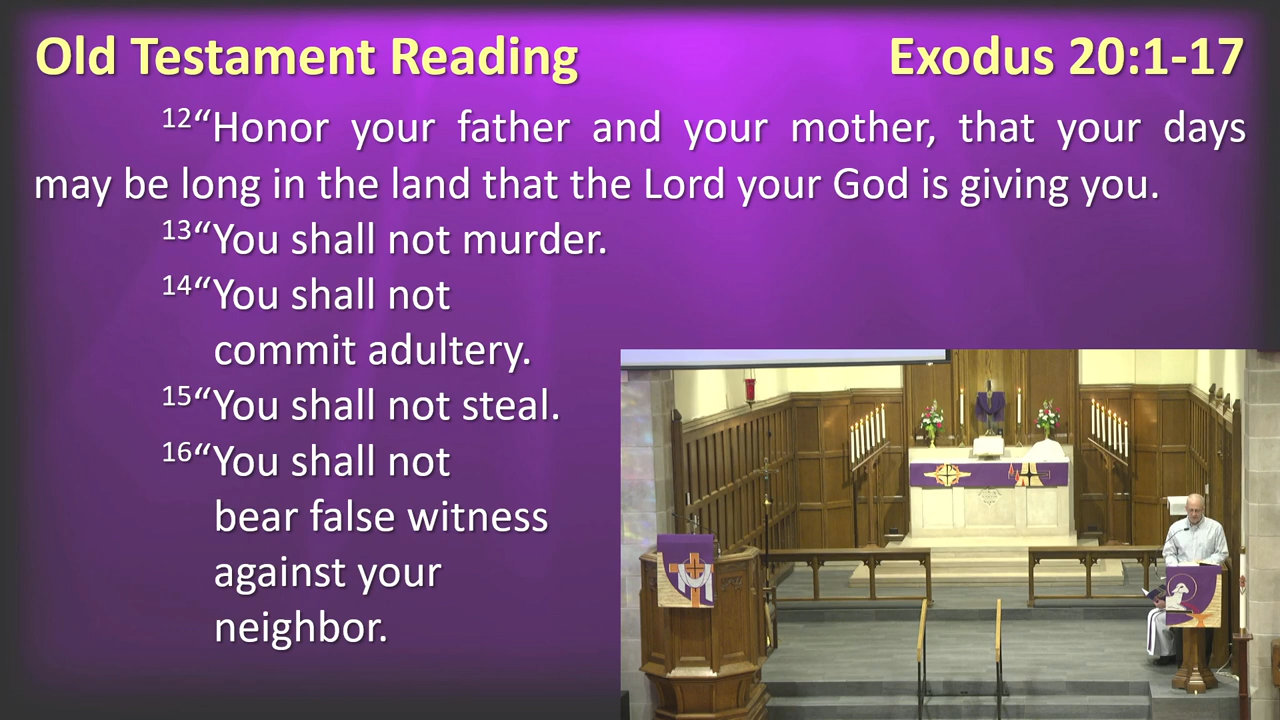 Old Testament Reading Exodus 20:1-17
¹²“Honor your father and your mother, that your days
may be long in the land that the Lord your God is giving you.
¹³“You shall not murder.
¹⁴“You shall not
commit adultery.
¹⁵“You shall not steal.
¹⁶“You shall not
bear false witness
against your
neighbor.